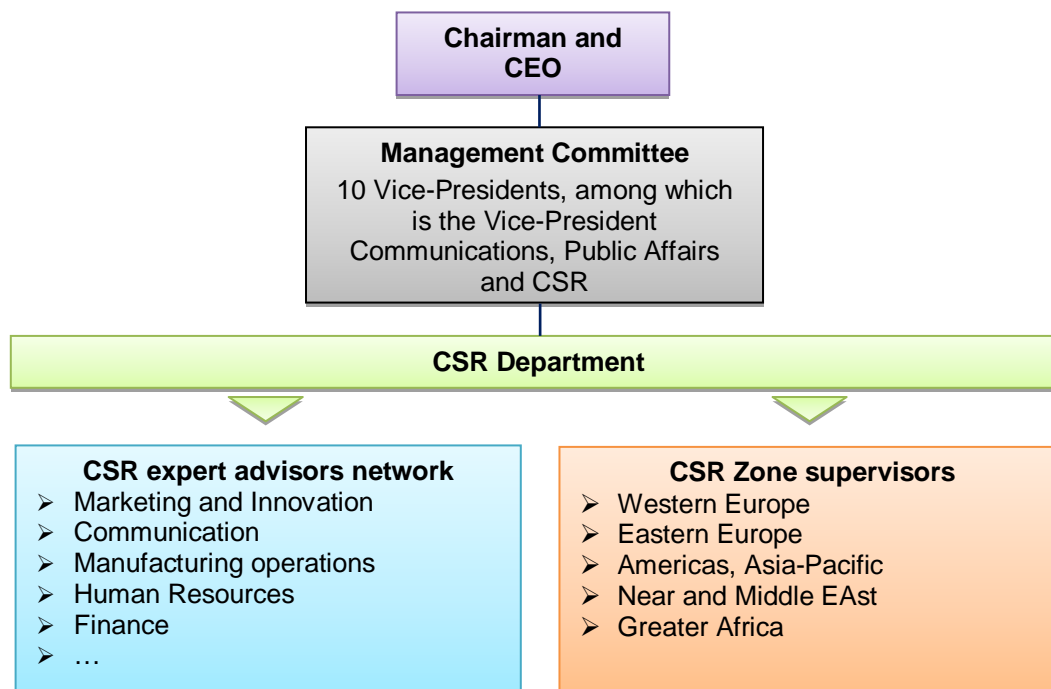 Chairman and
CEO
Management Committee
10 Vice-Presidents, among which
is the Vice-President
Communications, Public Affairs
and CSR
CSR Department
CSR expert advisors network
➢ Marketing and Innovation
➢ Communication
➢ Manufacturing operations
➢ Human Resources
➢ Finance
➢ …
CSR Zone supervisors
➢ Western Europe
➢ Eastern Europe
➢ Americas, Asia-Pacific
➢ Near and Middle EAst
➢ Greater Africa